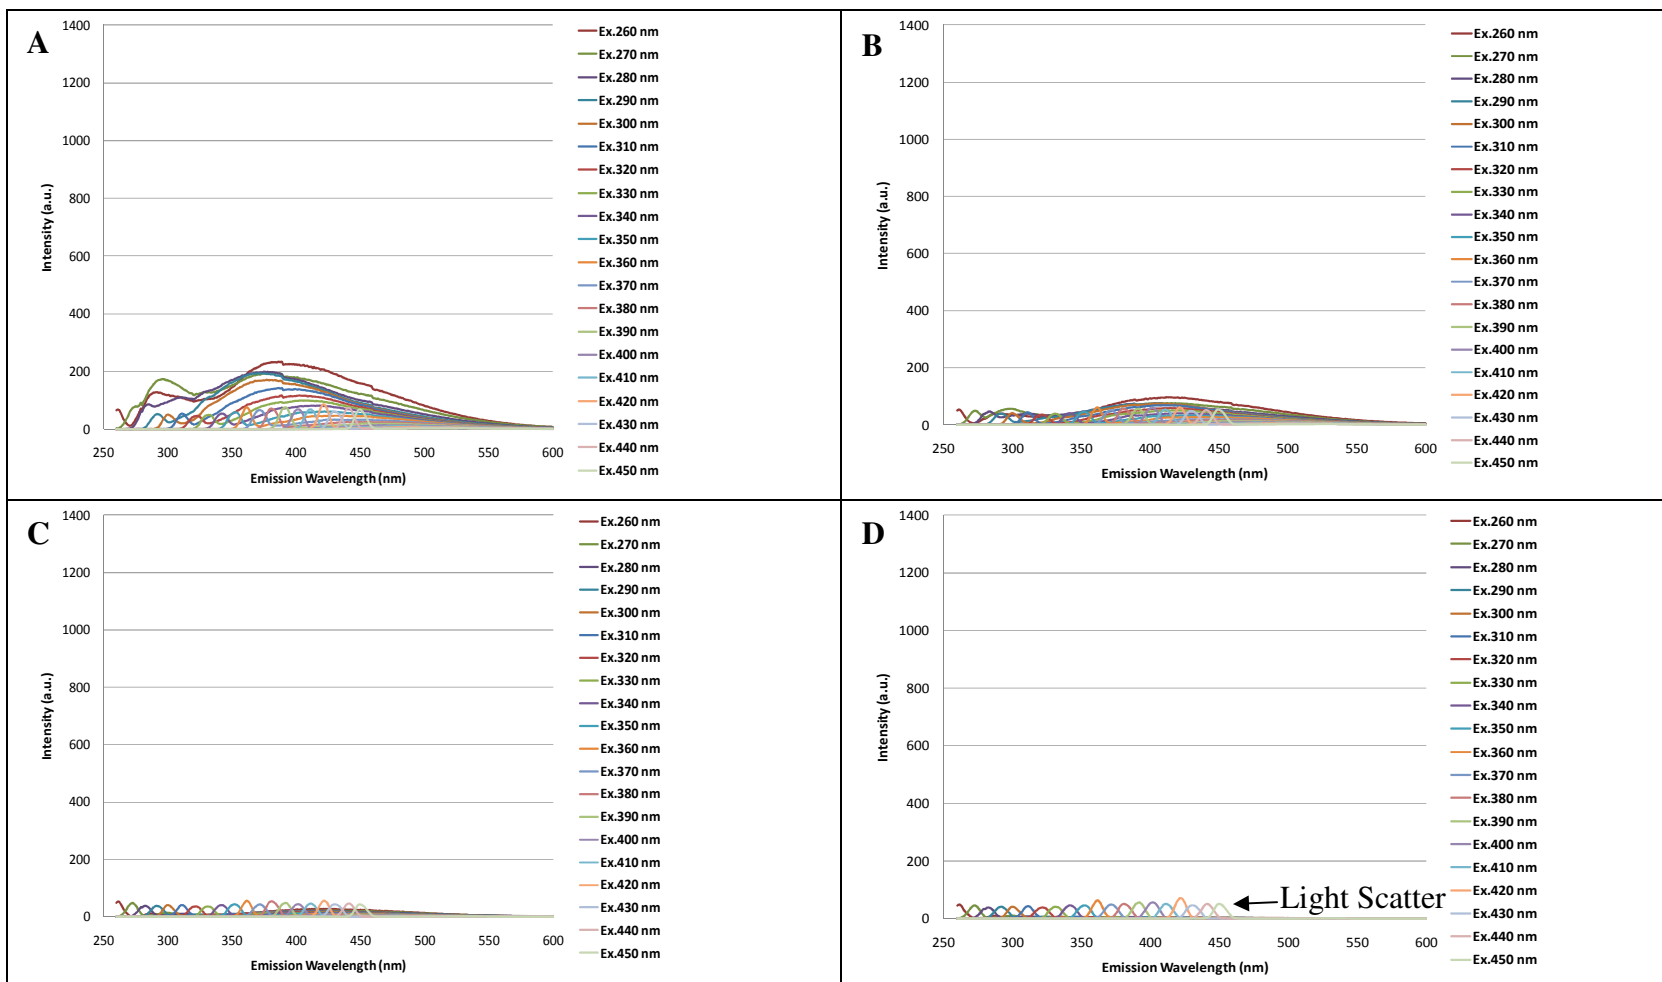 A
1400
1200
1000
800
600
400
200
0
250 300 350 400 450 500 550 600
Intensity (a.u.)
Emission Wavelength (nm)
Ex.260 nm
Ex.270 nm
Ex.280 nm
Ex.290 nm
Ex.300 nm
Ex.310 nm
Ex.320 nm
Ex.330 nm
Ex.340 nm
Ex.350 nm
Ex.360 nm
Ex.370 nm
Ex.380 nm
Ex.390 nm
Ex.400 nm
Ex.410 nm
Ex.420 nm
Ex.430 nm
Ex.440 nm
Ex.450 nm
B
1400
1200
1000
800
600
400
200
0
250 300 350 400 450 500 550 600
Intensity (a.u.)
Emission Wavelength (nm)
Ex.260 nm
Ex.270 nm
Ex.280 nm
Ex.290 nm
Ex.300 nm
Ex.310 nm
Ex.320 nm
Ex.330 nm
Ex.340 nm
Ex.350 nm
Ex.360 nm
Ex.370 nm
Ex.380 nm
Ex.390 nm
Ex.400 nm
Ex.410 nm
Ex.420 nm
Ex.430 nm
Ex.440 nm
Ex.450 nm
C
1400
1200
1000
800
600
400
200
0
250 300 350 400 450 500 550 600
Intensity (a.u.)
Emission Wavelength (nm)
Ex.260 nm
Ex.270 nm
Ex.280 nm
Ex.290 nm
Ex.300 nm
Ex.310 nm
Ex.320 nm
Ex.330 nm
Ex.340 nm
Ex.350 nm
Ex.360 nm
Ex.370 nm
Ex.380 nm
Ex.390 nm
Ex.400 nm
Ex.410 nm
Ex.420 nm
Ex.430 nm
Ex.440 nm
Ex.450 nm
D
1400
1200
1000
800
600
400
200
0
250 300 350 400 450 500 550 600
Intensity (a.u.)
Emission Wavelength (nm)
Light Scatter
Ex.260 nm
Ex.270 nm
Ex.280 nm
Ex.290 nm
Ex.300 nm
Ex.310 nm
Ex.320 nm
Ex.330 nm
Ex.340 nm
Ex.350 nm
Ex.360 nm
Ex.370 nm
Ex.380 nm
Ex.390 nm
Ex.400 nm
Ex.410 nm
Ex.420 nm
Ex.430 nm
Ex.440 nm
Ex.450 nm